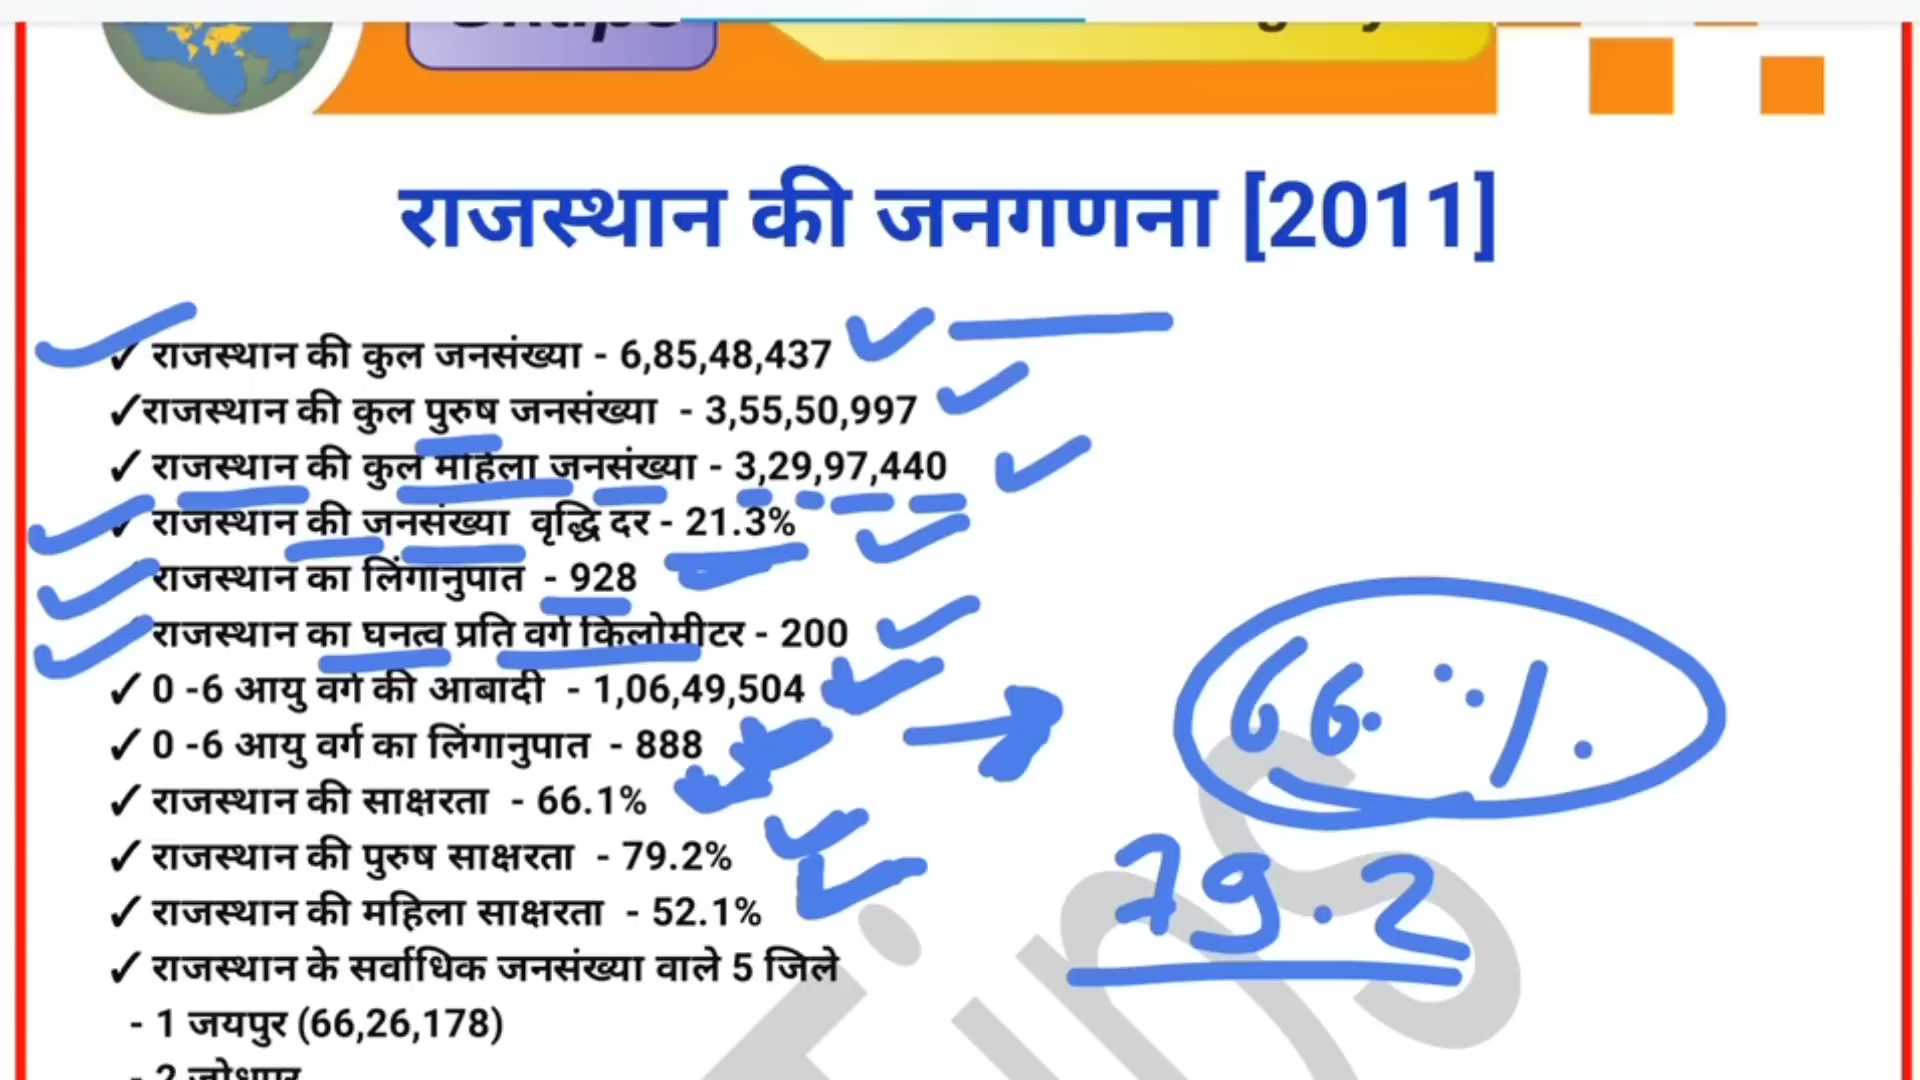 राजस्थान की जनगणना [2011]
✓ राजस्थान की कुल जनसंख्या - 6,85,48,437
✓राजस्थान की कुल पुरुष जनसंख्या - 3,55,50,997
✓ राजस्थान की कुल महिला जनसंख्या - 3,29,97,440
✓ राजस्थान की जनसंख्या वृद्धि दर - 21.3%
राजस्थान का लिंगानुपात - 928
राजस्थान का घनत्व प्रति वर्ग किलोमीटर - 200
✓ 0 -6 आयु वर्ग की आबादी - 1,06,49,504
✓ 0 -6 आयु वर्ग का लिंगानुपात - 888
✓ राजस्थान की साक्षरता - 66.1%
✓ राजस्थान की पुरुष साक्षरता - 79.2%
✓ राजस्थान की महिला साक्षरता - 52.1%
✓ राजस्थान के सर्वाधिक जनसंख्या वाले 5 जिले
- 1 जयपुर (66,26,178)
- 2 जोधपुर
66. %.
79.2